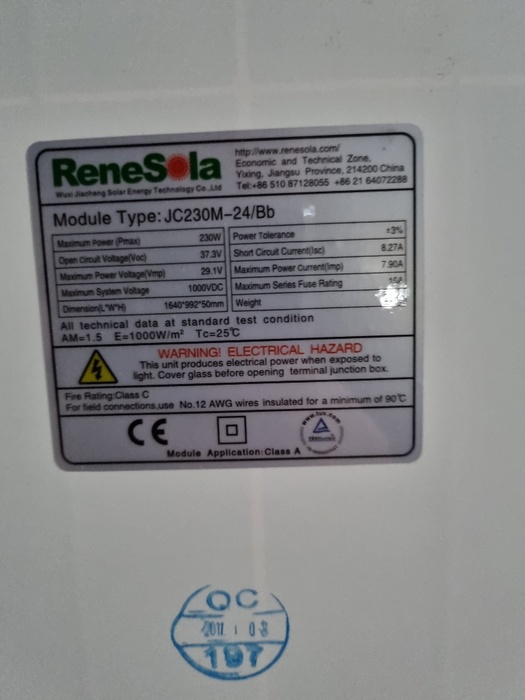 ReneSola
Wuxi Jiacheng Solar Energy Technology Co.,Ltd
http://www.renesola.com/
Economic and Technical Zone,
Yixing, Jiangsu Province, 214200 China
Tel:+86 510 87128055 +86 21 64072288
Module Type: JC230M-24/Bb
Maximum Power (Pmax) 230W
Open Circuit Voltage(Voc) 37.3V
Maximum Power Voltage(Vmp) 29.1V
Maximum System Voltage 1000VDC
Dimension(L*W*H) 1640*992*50mm
Power Tolerance ±3%
Short Circuit Current(Isc) 8.27A
Maximum Power Current(Imp) 7.90A
Maximum Series Fuse Rating 15A
Weight
All technical data at standard test condition
AM=1.5 E=1000W/m² Tc=25℃
WARNING! ELECTRICAL HAZARD
This unit produces electrical power when exposed to
light. Cover glass before opening terminal junction box.
Fire Rating:Class C
For field connections,use No.12 AWG wires insulated for a minimum of 90℃
CE
Module Application:Class A
QC
197